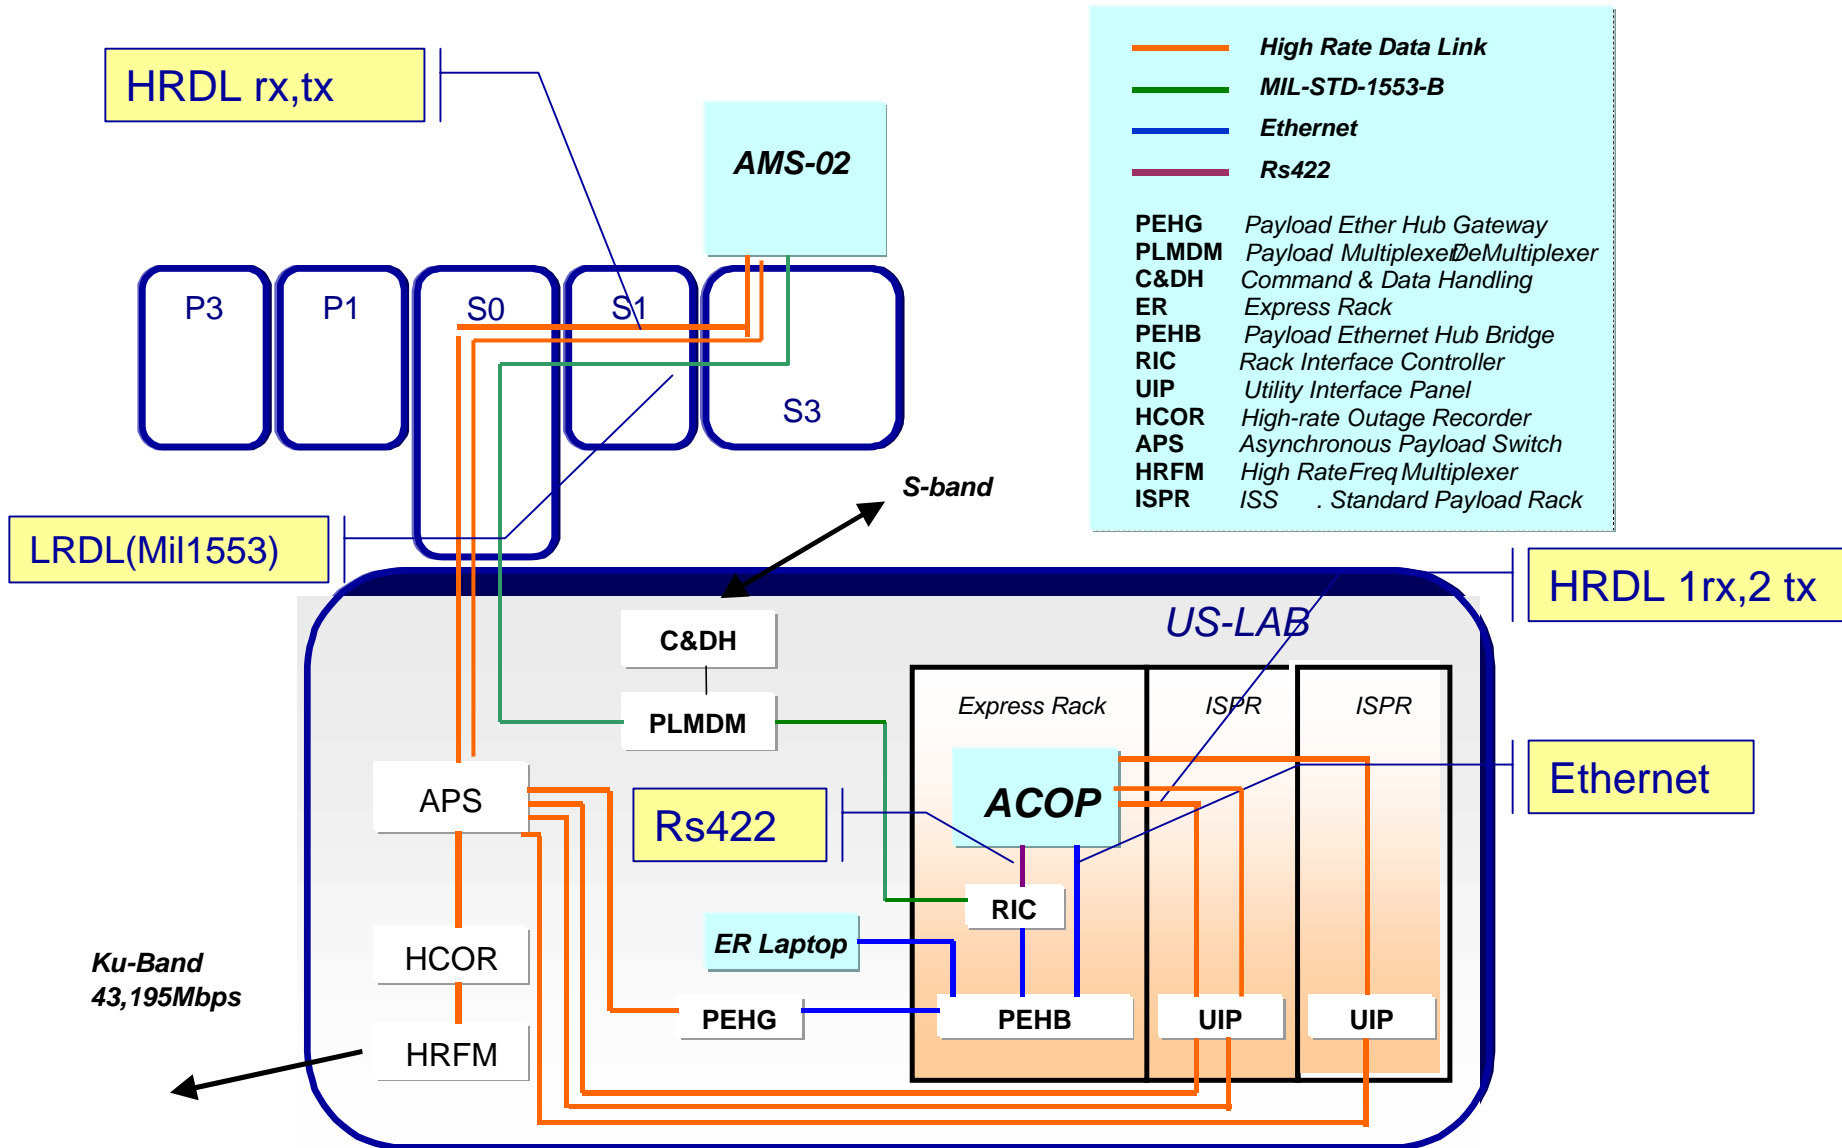 HRDL rx,tx
AMS-02
P3
P1
S0
S1
S3
LRDL(Mil1553)
S-band
High Rate Data Link
MIL-STD-1553-B
Ethernet
Rs422
PEHG Payload Ether Hub Gateway
PLMDM Payload Multiplexer/DeMultiplexer
C&DH Command & Data Handling
ER Express Rack
PEHB Payload Ethernet Hub Bridge
RIC Rack Interface Controller
UIP Utility Interface Panel
HCOR High-rate Outage Recorder
APS Asynchronous Payload Switch
HRFM High Rate Freq Multiplexer
ISPR ISS . Standard Payload Rack
HRDL 1rx,2 tx
US-LAB
C&DH
PLMDM
Express Rack
ISPR
ISPR
APS
ACOP
Rs422
Ethernet
RIC
ER Laptop
HCOR
Ku-Band
43,195Mbps
PEHG
PEHB
UIP
UIP
HRFM